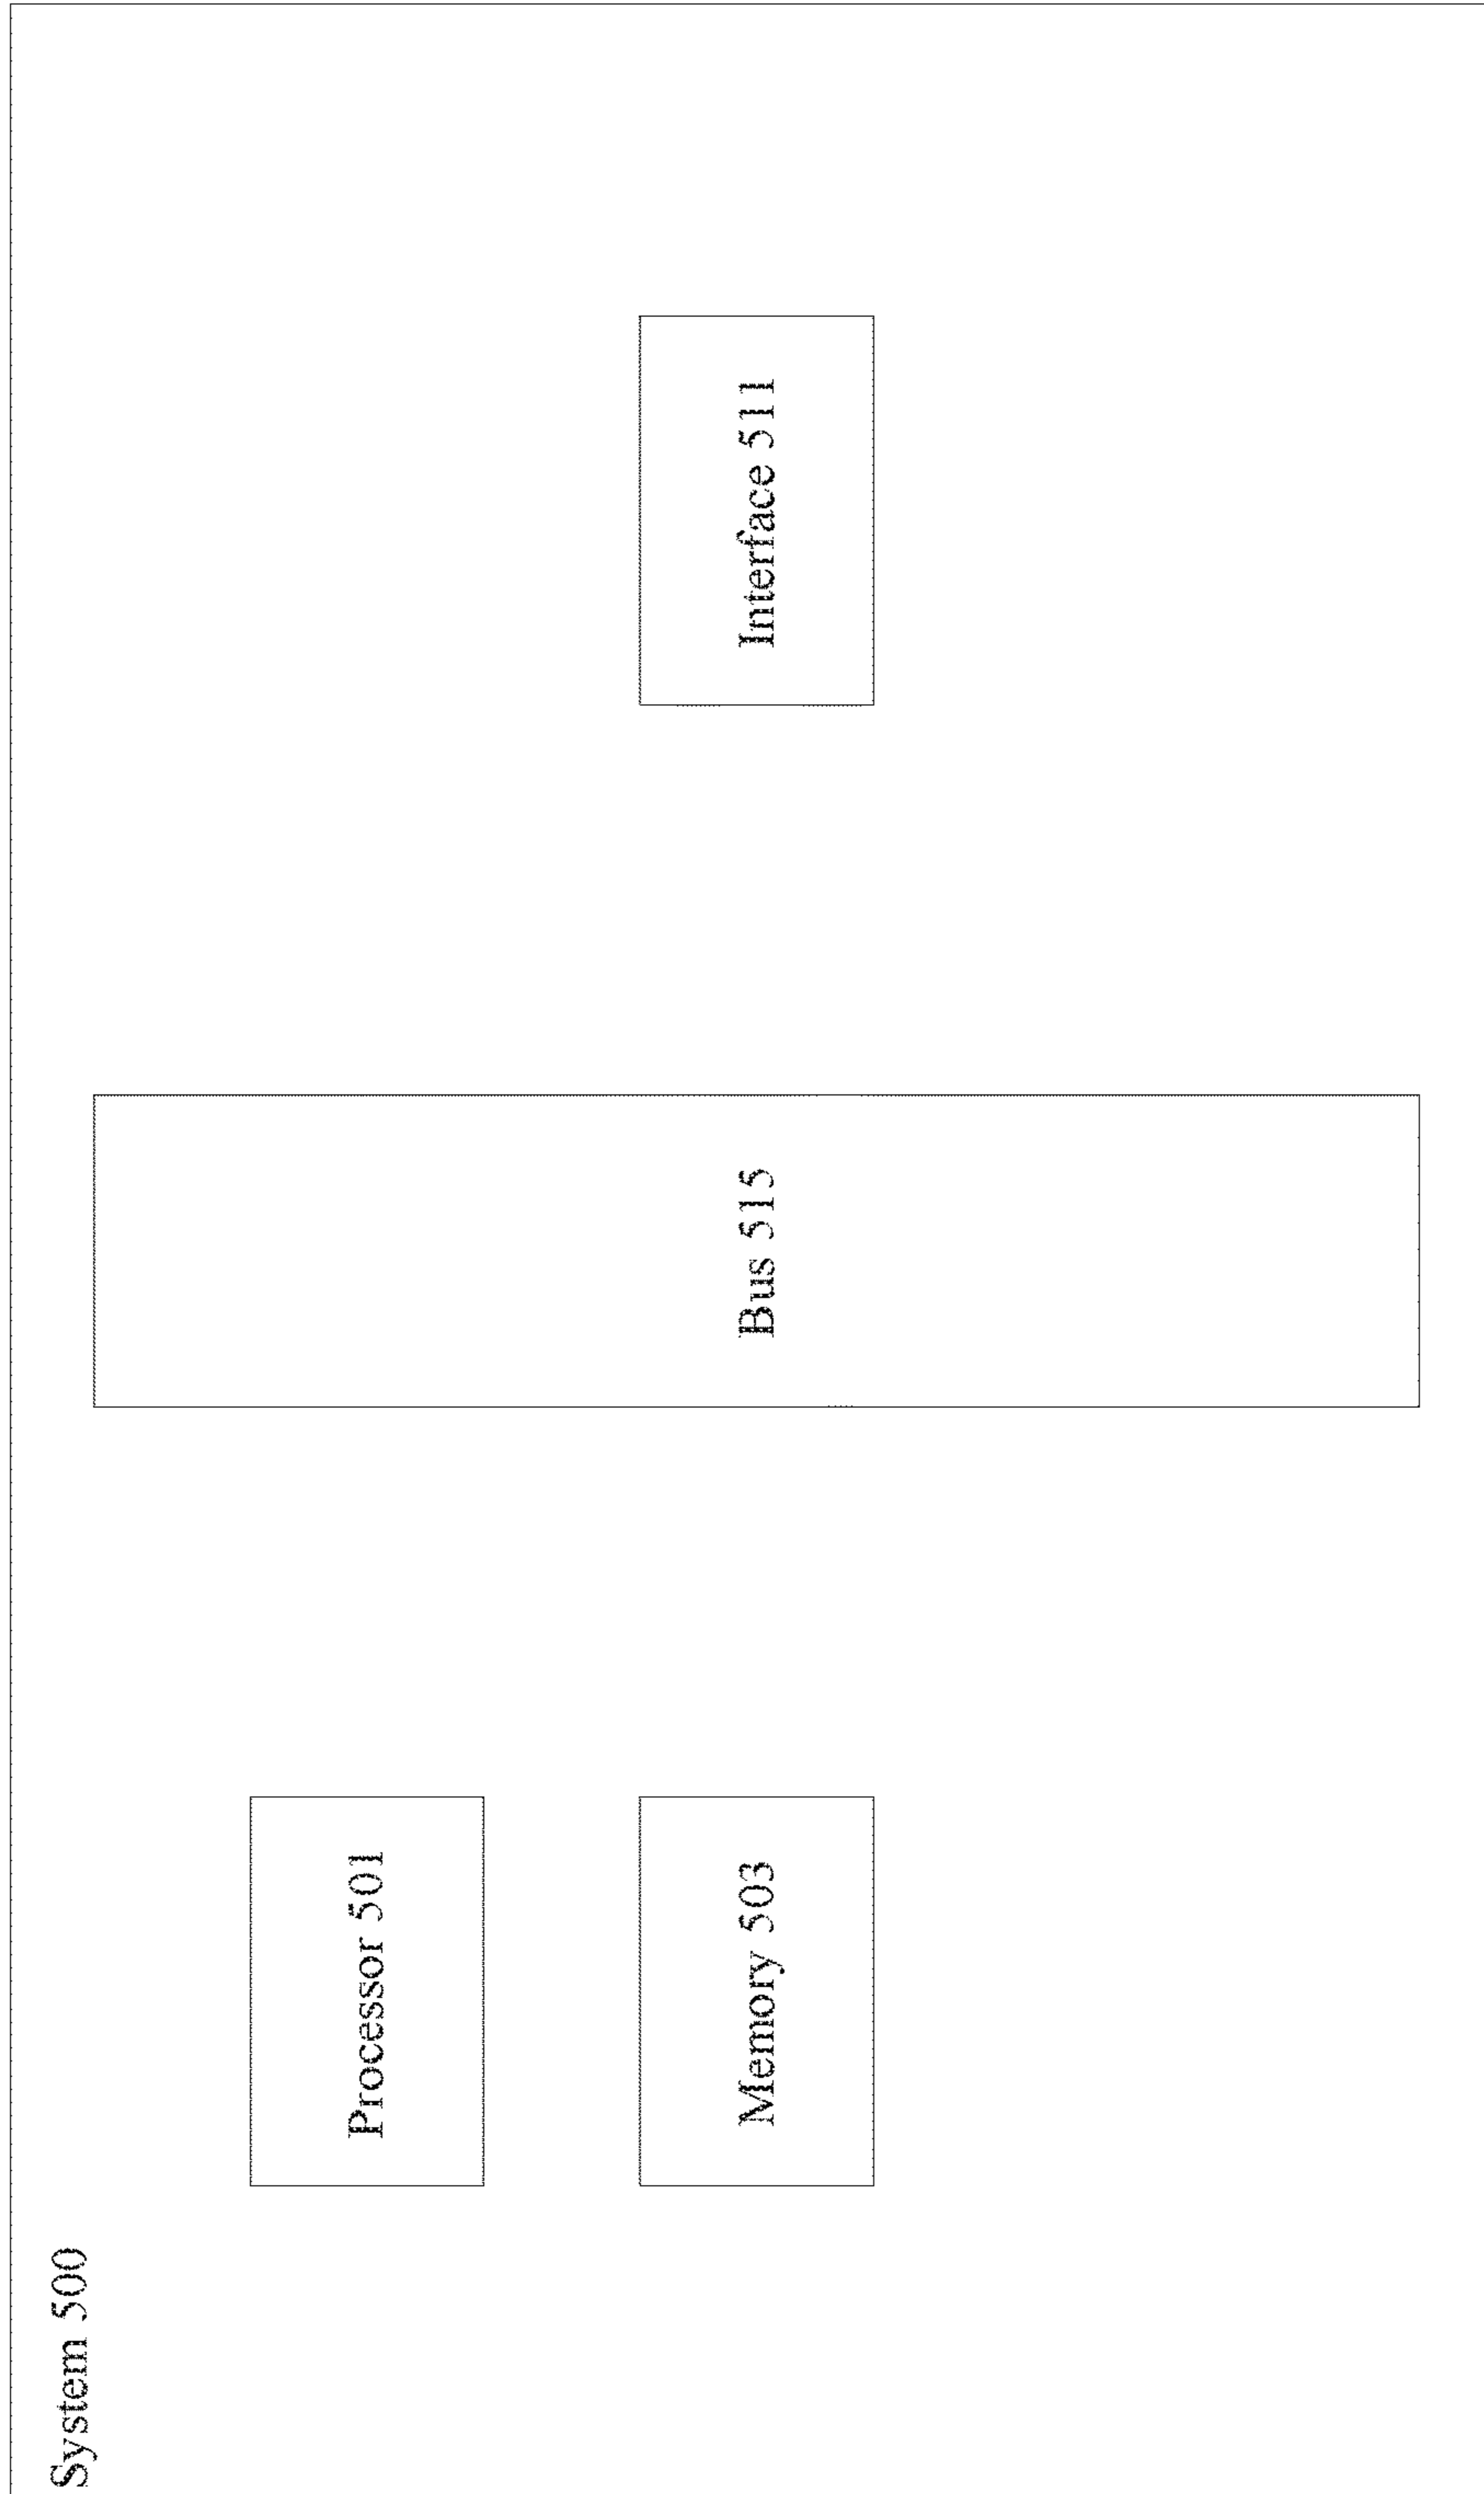 System 500
Processor 501
Memory 503
Bus 515
Interface 511